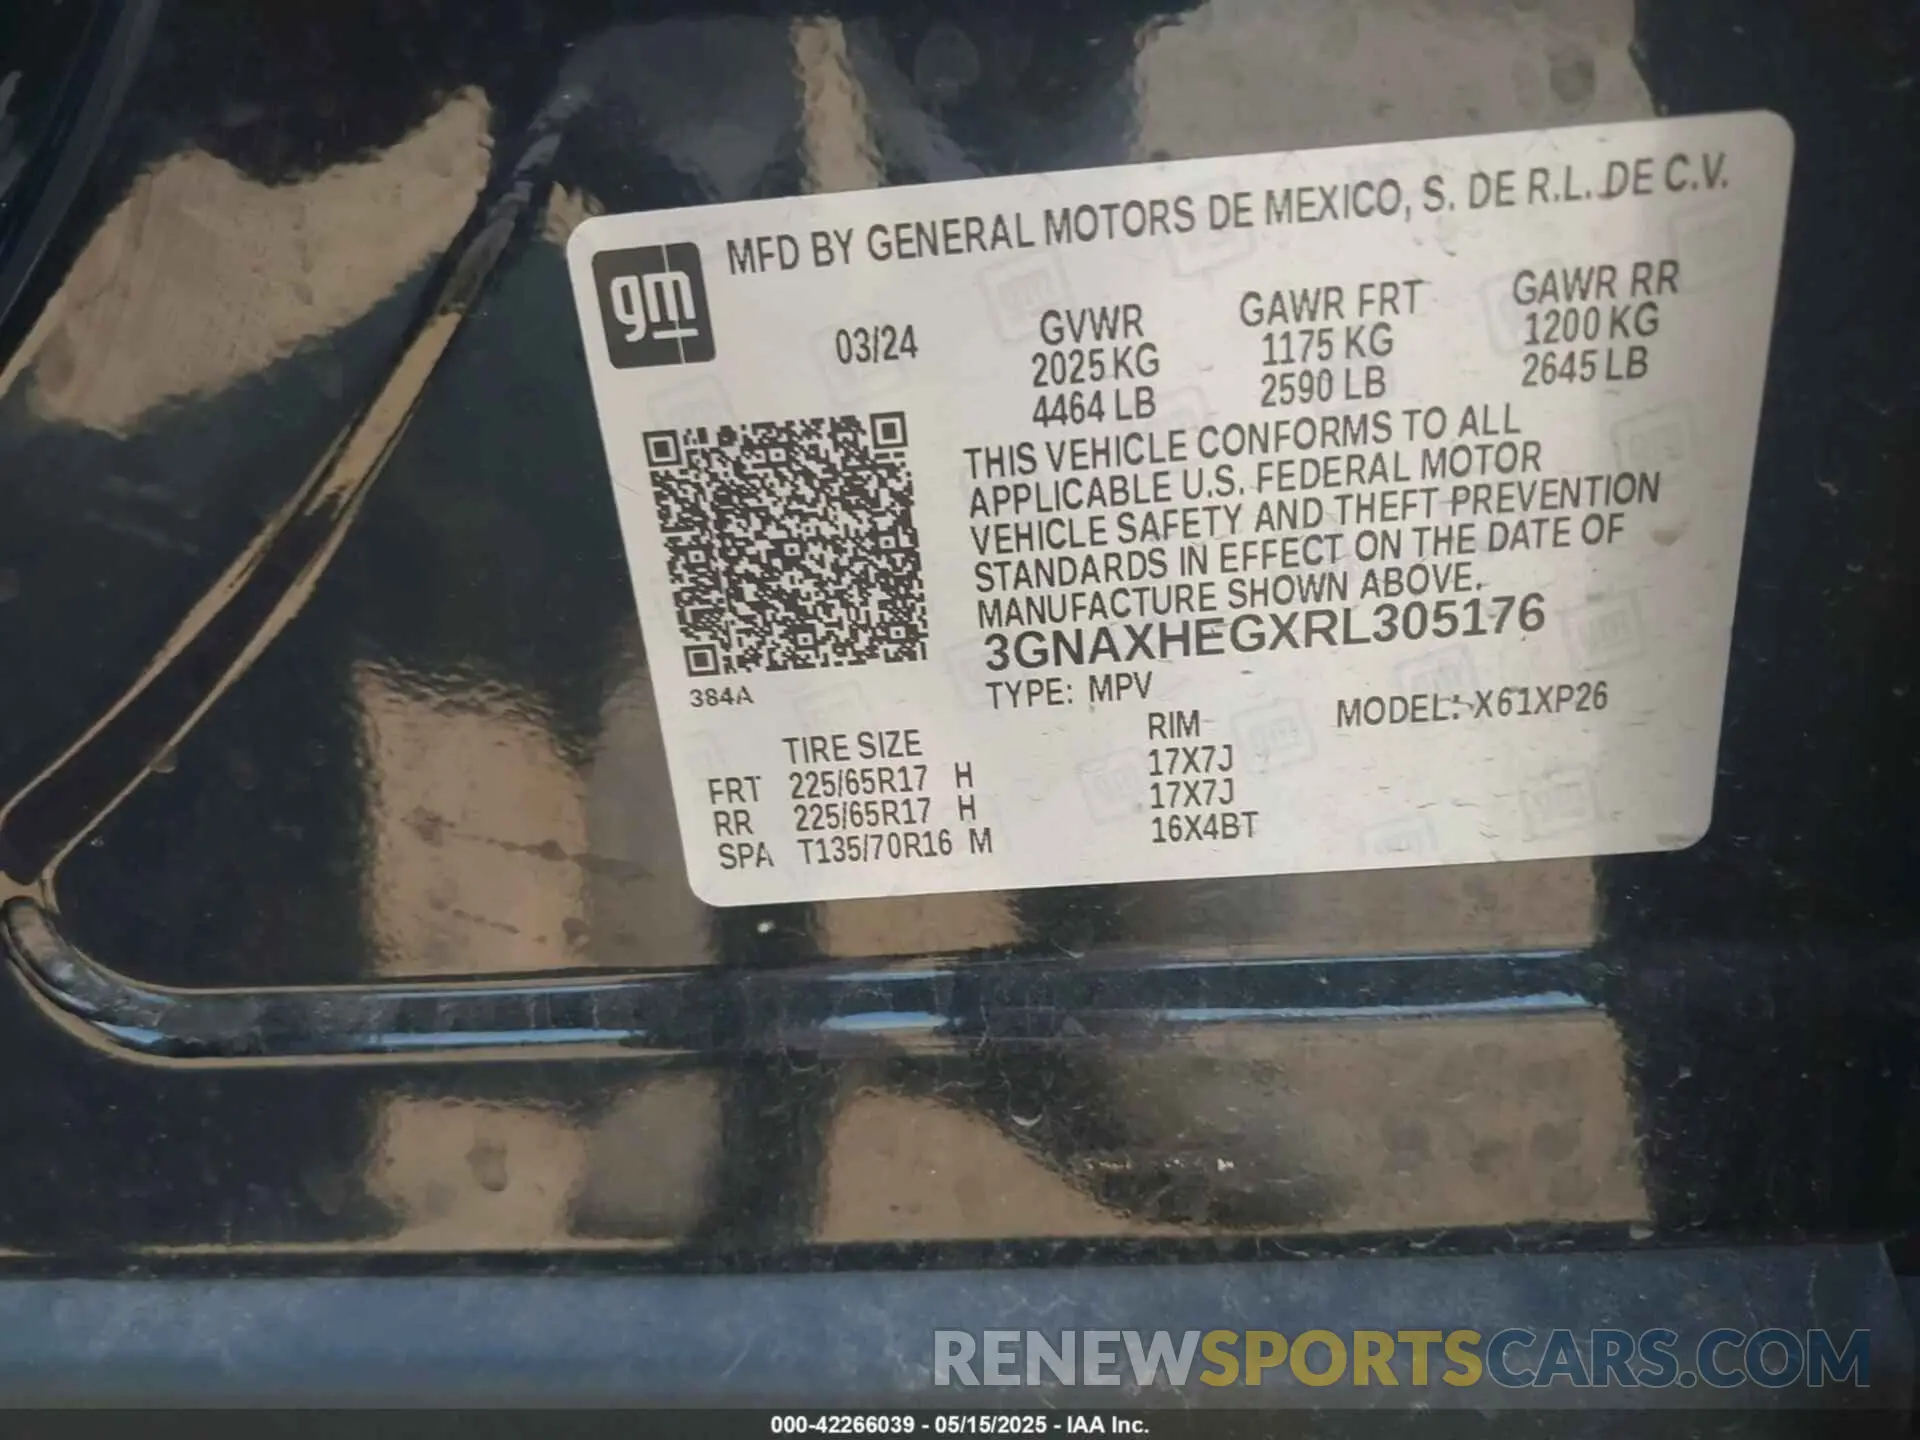 gm
MFD BY GENERAL MOTORS DE MEXICO, S. DE R.L. DE C.V.
03/24
GVWR
2025 KG
4464 LB
GAWR FRT
1175 KG
2590 LB
GAWR RR
1200 KG
2645 LB
THIS VEHICLE CONFORMS TO ALL
APPLICABLE U.S. FEDERAL MOTOR
VEHICLE SAFETY AND THEFT PREVENTION
STANDARDS IN EFFECT ON THE DATE OF
MANUFACTURE SHOWN ABOVE.
3GNAXHEGXRL305176
384A
TYPE: MPV
MODEL: X61XP26
TIRE SIZE RIM
FRT 225/65R17 H 17X7J
RR 225/65R17 H 17X7J
SPA T135/70R16 M 16X4BT
RENEWSPORTSCARS.COM
000-42266039 - 05/15/2025 - IAA Inc.